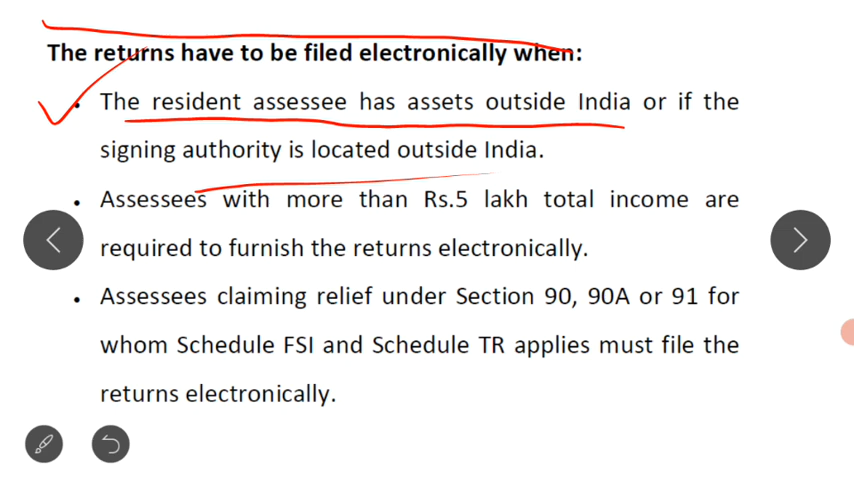 The returns have to be filed electronically when:
• The resident assessee has assets outside India or if the
signing authority is located outside India.
• Assessees with more than Rs.5 lakh total income are
required to furnish the returns electronically.
• Assessees claiming relief under Section 90, 90A or 91 for
whom Schedule FSI and Schedule TR applies must file the
returns electronically.